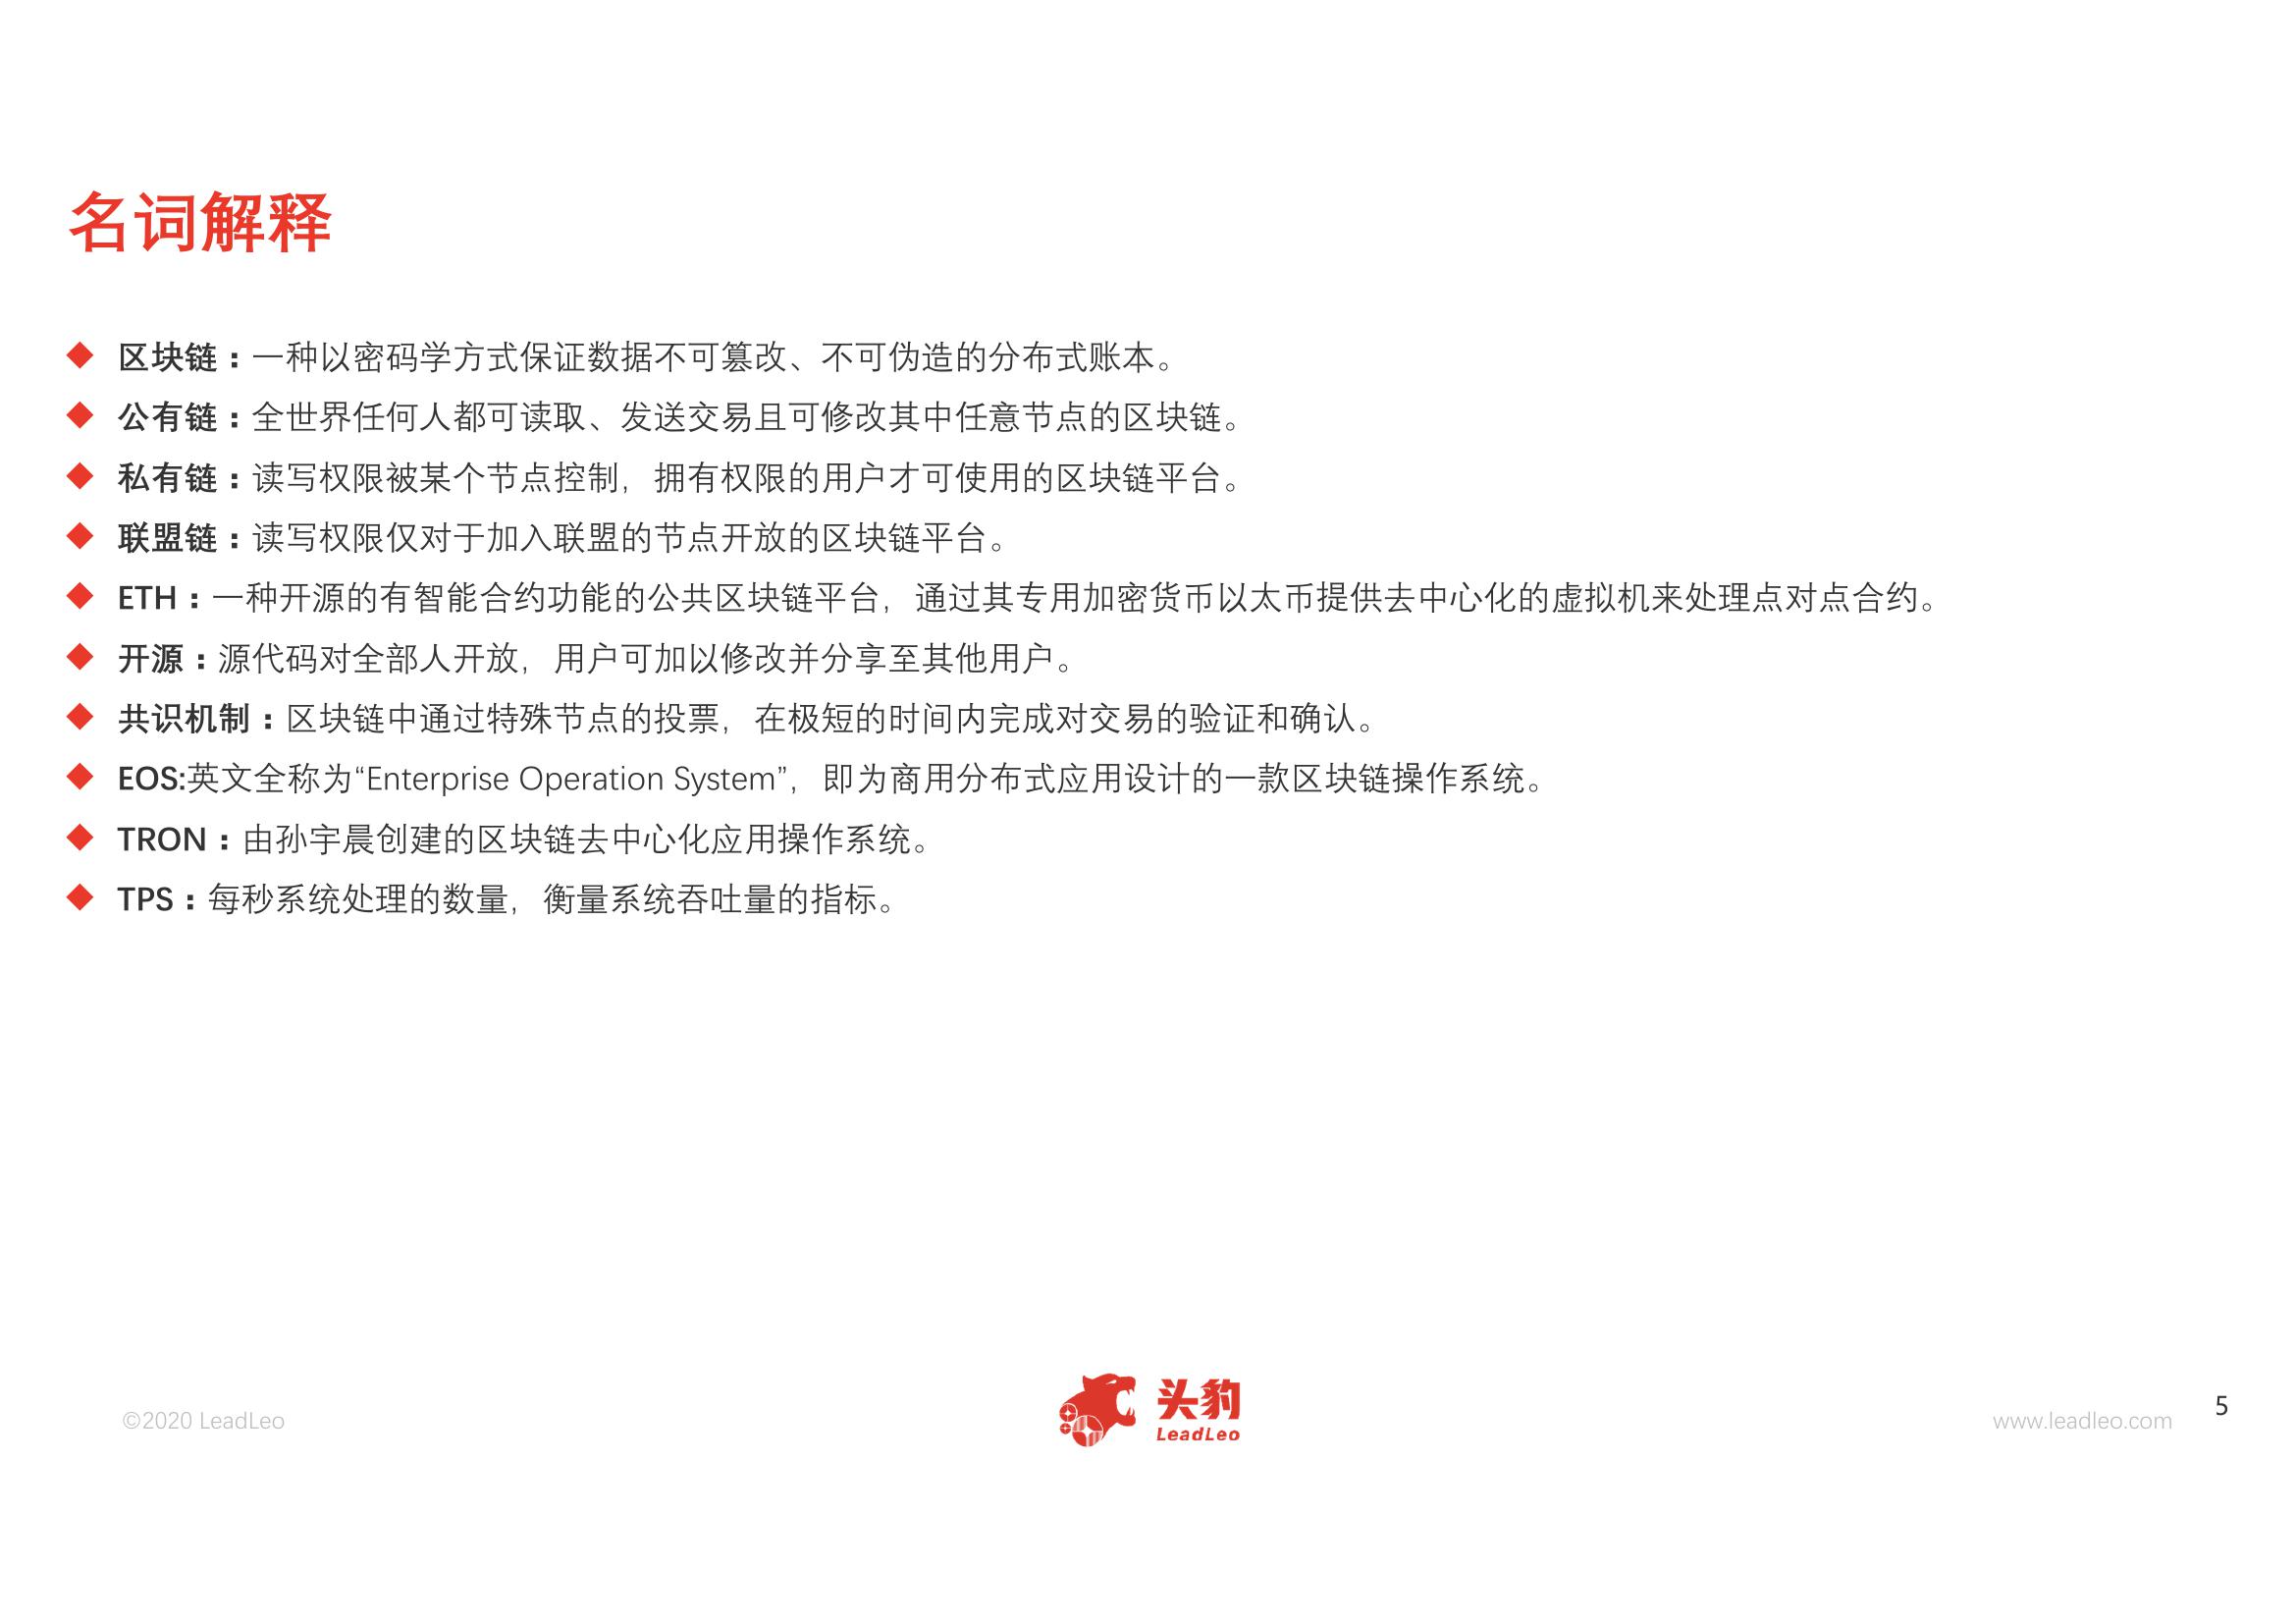 名词解释
区块链：一种以密码学方式保证数据不可篡改、不可伪造的分布式账本。
公有链：全世界任何人都可读取、发送交易且可修改其中任意节点的区块链。
私有链：读写权限被某个节点控制，拥有权限的用户才可使用的区块链平台。
联盟链：读写权限仅对于加入联盟的节点开放的区块链平台。
ETH：一种开源的有智能合约功能的公共区块链平台，通过其专用加密货币以太币提供去中心化的虚拟机来处理点对点合约。
开源：源代码对全部人开放，用户可加以修改并分享至其他用户。
共识机制：区块链中通过特殊节点的投票，在极短的时间内完成对交易的验证和确认。
EOS:英文全称为“Enterprise Operation System”，即为商用分布式应用设计的一款区块链操作系统。
TRON：由孙宇晨创建的区块链去中心化应用操作系统。
TPS：每秒系统处理的数量，衡量系统吞吐量的指标。
©2020 LeadLeo
头豹
LeadLeo
www.leadleo.com
5